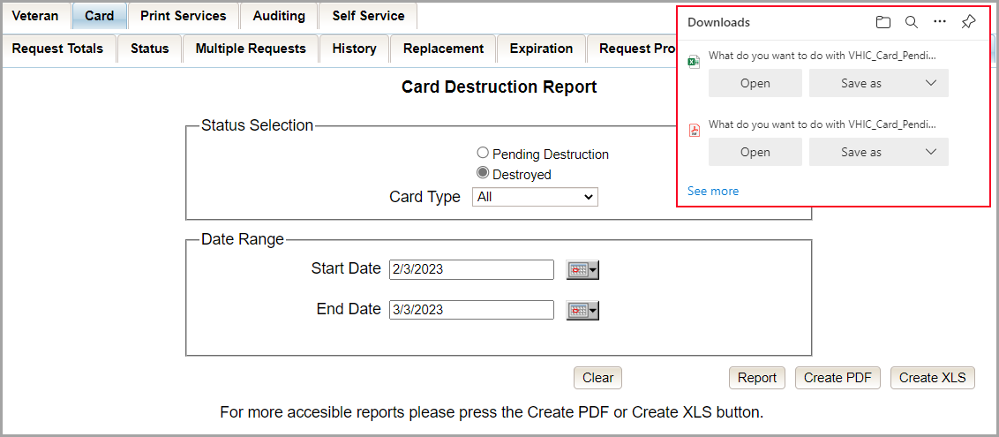 Veteran Card Print Services Auditing Self Service
Request Totals Status Multiple Requests History Replacement Expiration Request Pro
Downloads
What do you want to do with VHIC_Card_Pendi...
Open Save as
What do you want to do with VHIC_Card_Pendi...
Open Save as
See more
Card Destruction Report
Status Selection
Pending Destruction
Destroyed
Card Type All
Date Range
Start Date 2/3/2023
End Date 3/3/2023
Clear Report Create PDF Create XLS
For more accesible reports please press the Create PDF or Create XLS button.